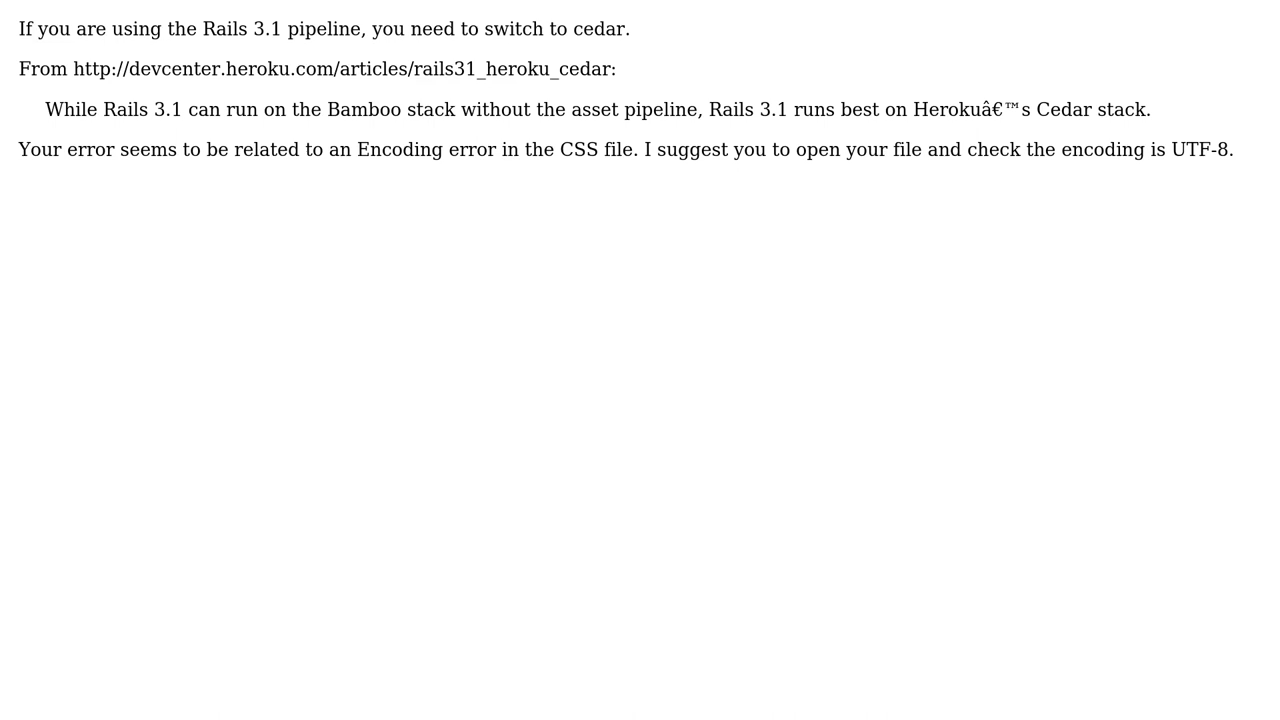 If you are using the Rails 3.1 pipeline, you need to switch to cedar.
From http://devcenter.heroku.com/articles/rails31_heroku_cedar:
While Rails 3.1 can run on the Bamboo stack without the asset pipeline, Rails 3.1 runs best on Herokuâ€™s Cedar stack.
Your error seems to be related to an Encoding error in the CSS file. I suggest you to open your file and check the encoding is UTF-8.